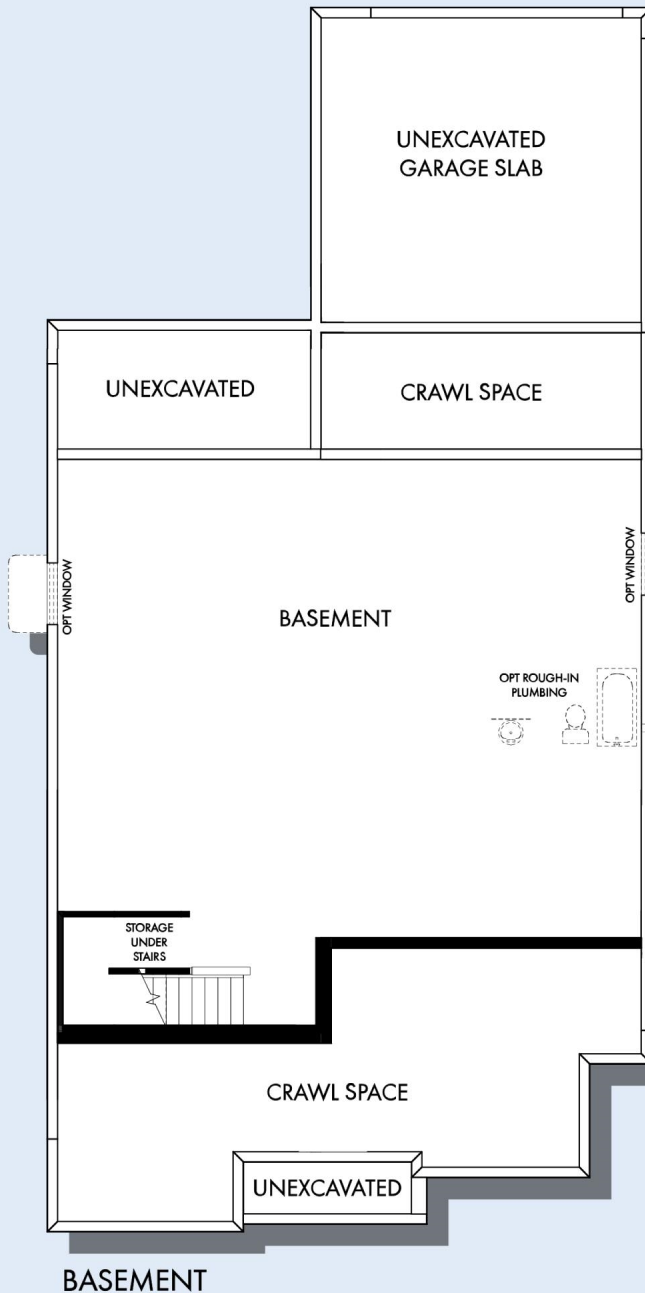 UNEXCAVATED
GARAGE SLAB
UNEXCAVATED
CRAWL SPACE
OPT WINDOW
OPT WINDOW
BASEMENT
OPT ROUGH-IN
PLUMBING
STORAGE
UNDER
STAIRS
CRAWL SPACE
UNEXCAVATED
BASEMENT